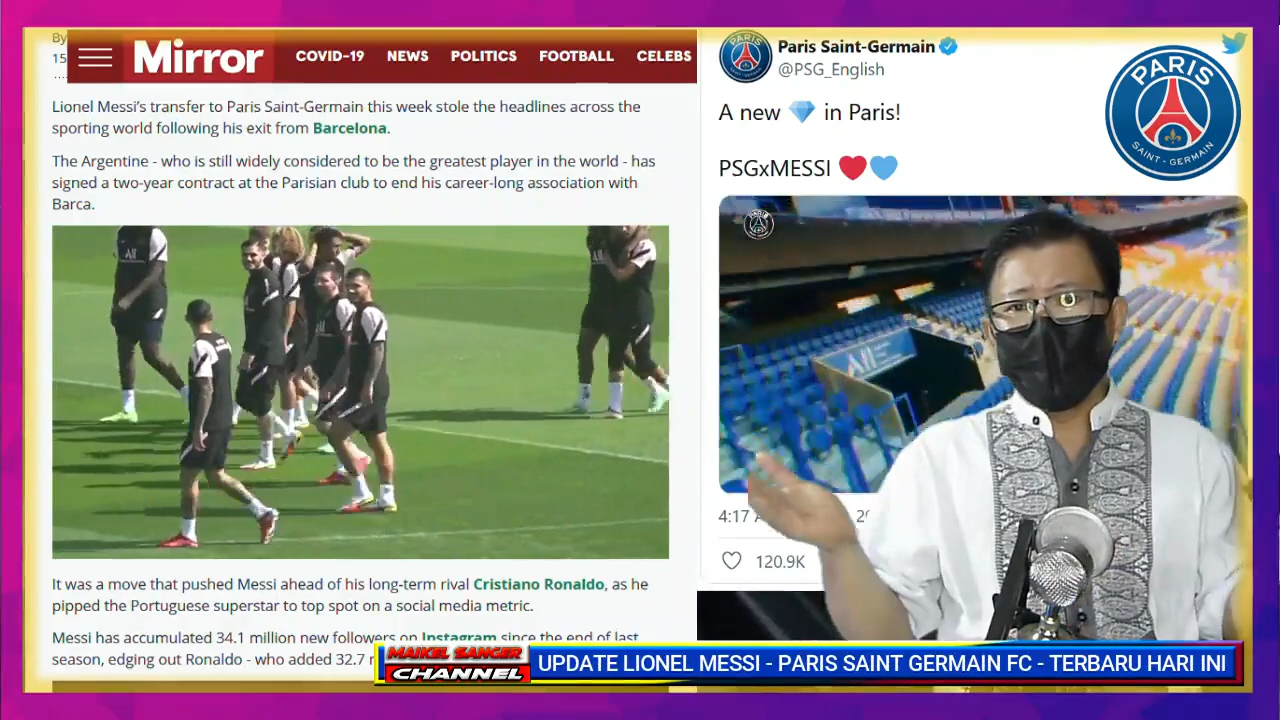 By
15
Mirror
COVID-19 NEWS POLITICS FOOTBALL CELEBS
Lionel Messi's transfer to Paris Saint-Germain this week stole the headlines across the
sporting world following his exit from Barcelona.
The Argentine - who is still widely considered to be the greatest player in the world - has
signed a two-year contract at the Parisian club to end his career-long association with
Barca.
It was a move that pushed Messi ahead of his long-term rival Cristiano Ronaldo, as he
pipped the Portuguese superstar to top spot on a social media metric.
Messi has accumulated 34.1 million new followers on Instagram since the end of last
season, edging out Ronaldo - who added 32.7
Paris Saint-Germain
@PSG_English
A new 💎 in Paris!
PSGxMESSI ❤️💙
4:17
120.9K
PARIS
SAINT-GERMAIN
MAIKEL SANGER
CHANNEL
UPDATE LIONEL MESSI - PARIS SAINT GERMAIN FC - TERBARU HARI INI